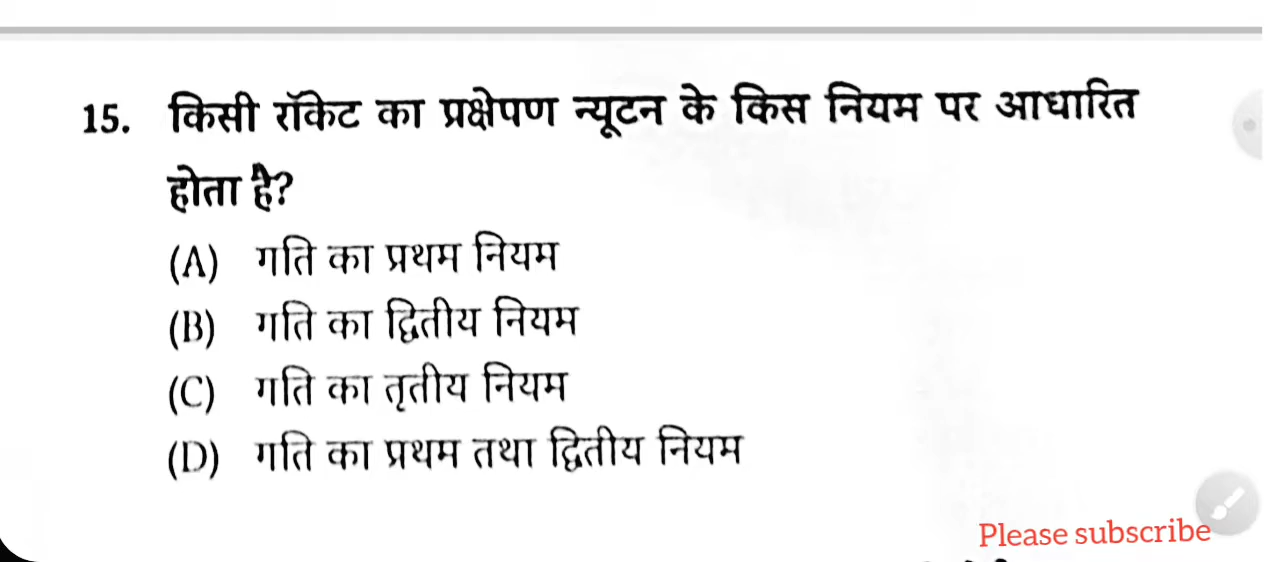 15. किसी रॉकेट का प्रक्षेपण न्यूटन के किस नियम पर आधारित
होता है?
(A) गति का प्रथम नियम
(B) गति का द्वितीय नियम
(C) गति का तृतीय नियम
(D) गति का प्रथम तथा द्वितीय नियम
Please subscribe